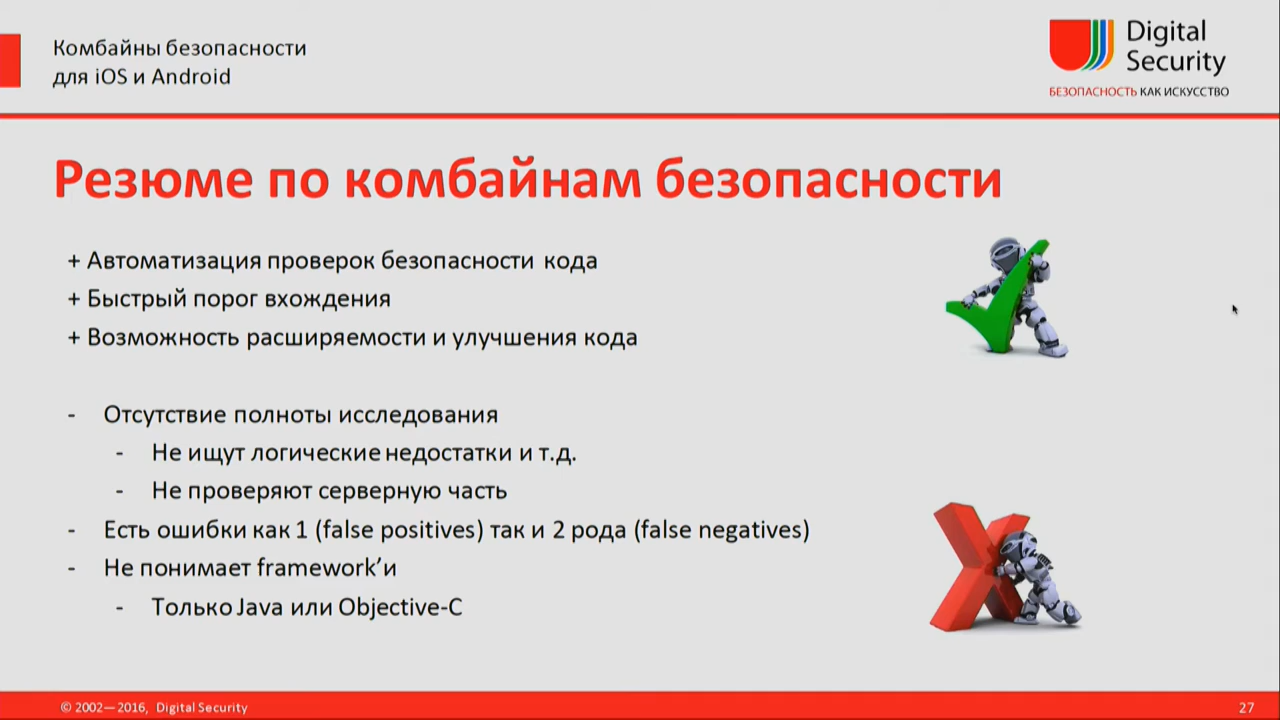 Комбайны безопасности
для iOS и Android
Digital
Security
БЕЗОПАСНОСТЬ КАК ИСКУССТВО
Резюме по комбайнам безопасности
+ Автоматизация проверок безопасности кода
+ Быстрый порог вхождения
+ Возможность расширяемости и улучшения кода
- Отсутствие полноты исследования
- Не ищут логические недостатки и т.д.
- Не проверяют серверную часть
- Есть ошибки как 1 (false positives) так и 2 рода (false negatives)
- Не понимает framework’и
- Только Java или Objective-C
© 2002—2016, Digital Security
27